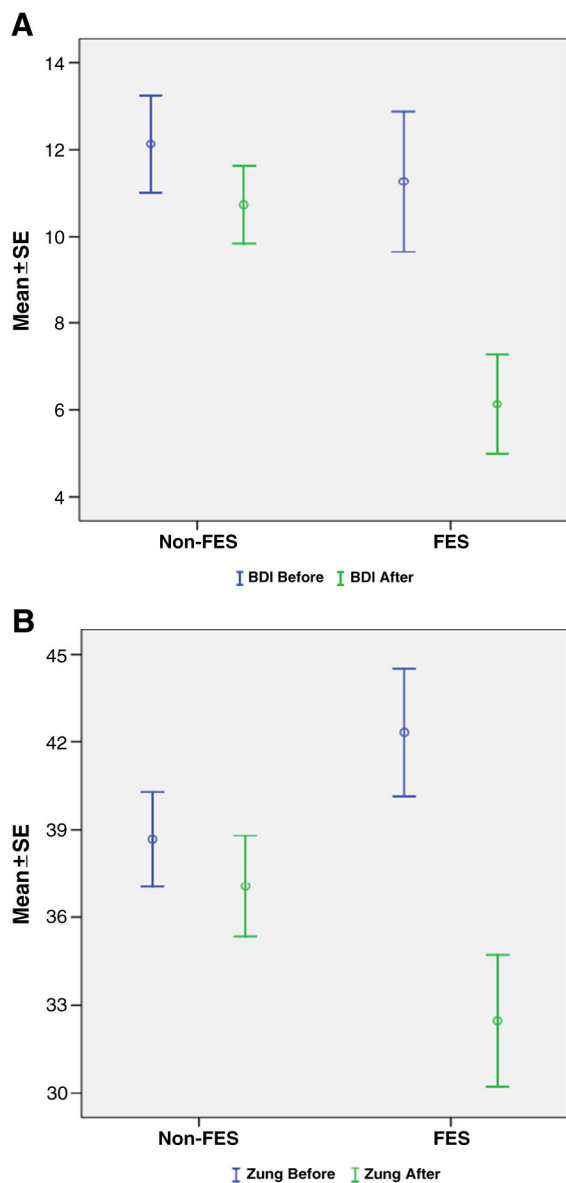 A
14
12
10
8
6
4
Mean±SE
Non-FES FES
BDI Before BDI After
B
45
42
39
36
33
30
Mean±SE
Non-FES FES
Zung Before Zung After